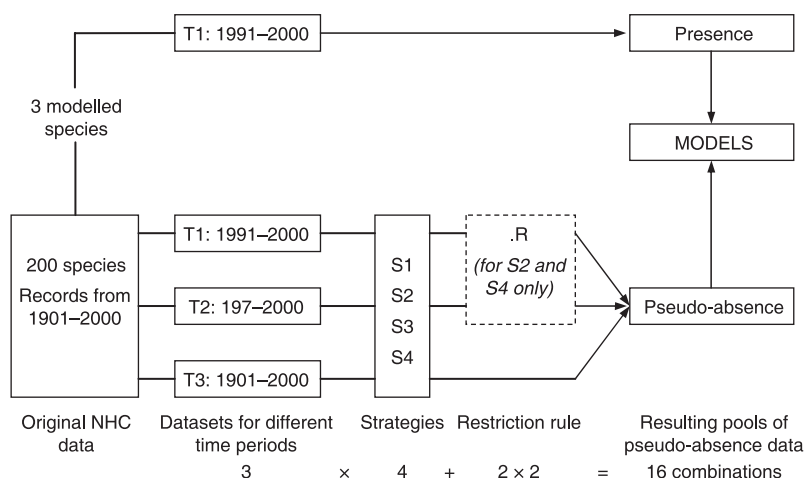 T1: 1991–2000
Presence
3 modelled
species
MODELS
200 species
Records from
1901–2000
T1: 1991–2000
T2: 197–2000
T3: 1901–2000
S1
S2
S3
S4
.R
(for S2 and
S4 only)
Pseudo-absence
Original NHC
data
Datasets for different
time periods
Strategies
Restriction rule
Resulting pools of
pseudo-absence data
3 × 4 + 2 × 2 = 16 combinations